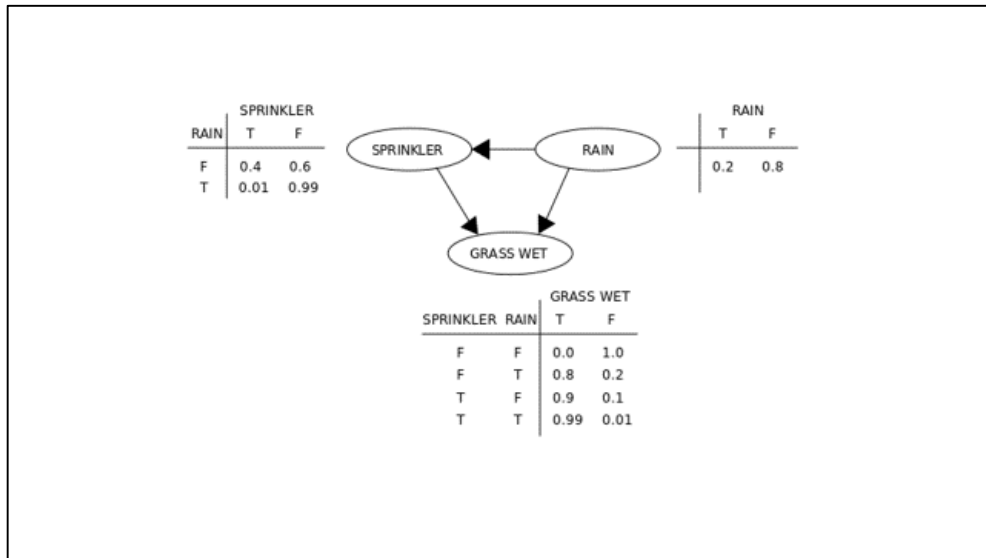 SPRINKLER
RAIN T F
F 0.4 0.6
T 0.01 0.99
SPRINKLER
RAIN
RAIN
T F
0.2 0.8
GRASS WET
GRASS WET
SPRINKLER RAIN T F
F F 0.0 1.0
F T 0.8 0.2
T F 0.9 0.1
T T 0.99 0.01